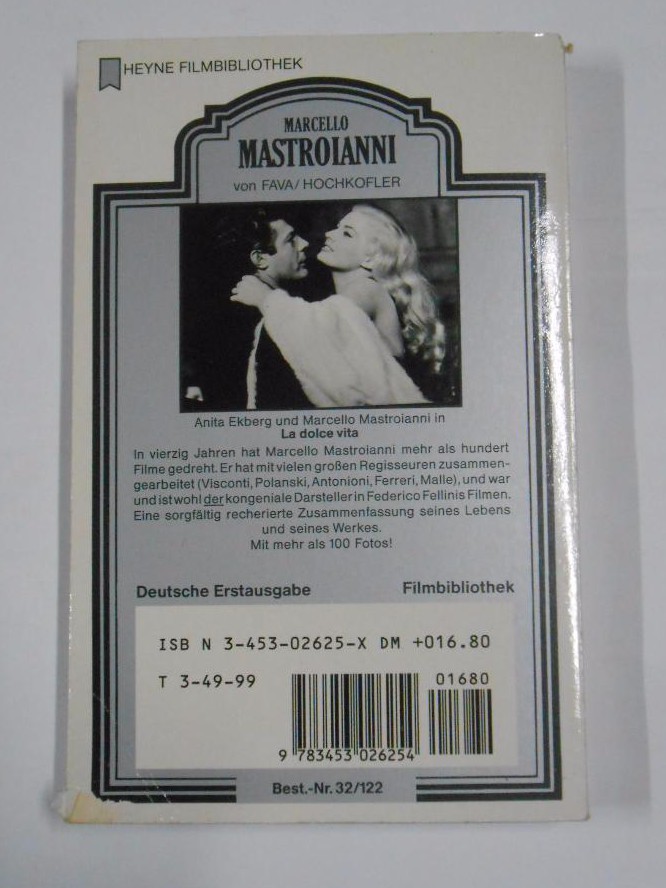 HEYNE FILMBIBLIOTHEK
MARCELLO
MASTROIANNI
von FAVA/HOCHKOFLER
Anita Ekberg und Marcello Mastroianni in
La dolce vita
In vierzig Jahren hat Marcello Mastroianni mehr als hundert
Filme gedreht. Er hat mit vielen großen Regisseuren zusammen-
gearbeitet (Visconti, Polanski, Antonioni, Ferreri, Malle), und war
und ist wohl der kongeniale Darsteller in Federico Fellinis Filmen.
Eine sorgfältig recherierte Zusammenfassung seines Lebens
und seines Werkes.
Mit mehr als 100 Fotos!
Deutsche Erstausgabe Filmbibliothek
ISB N 3-453-02625-X DM +016.80
T 3-49-99 01680
9 783453 026254
Best.-Nr. 32/122